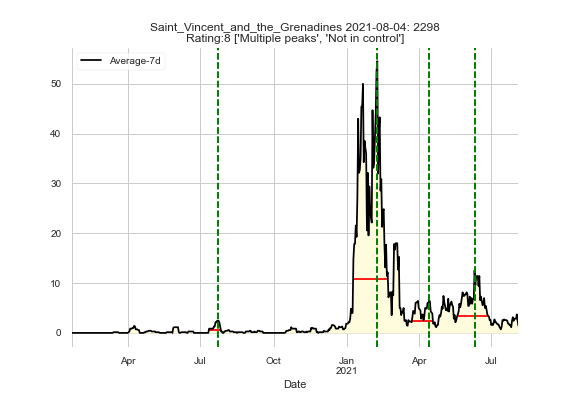 Saint_Vincent_and_the_Grenadines 2021-08-04: 2298
Rating:8 ['Multiple peaks', 'Not in control']
Average-7d
50
40
30
20
10
0
Apr
Jul
Oct
Jan
2021
Apr
Jul
Date